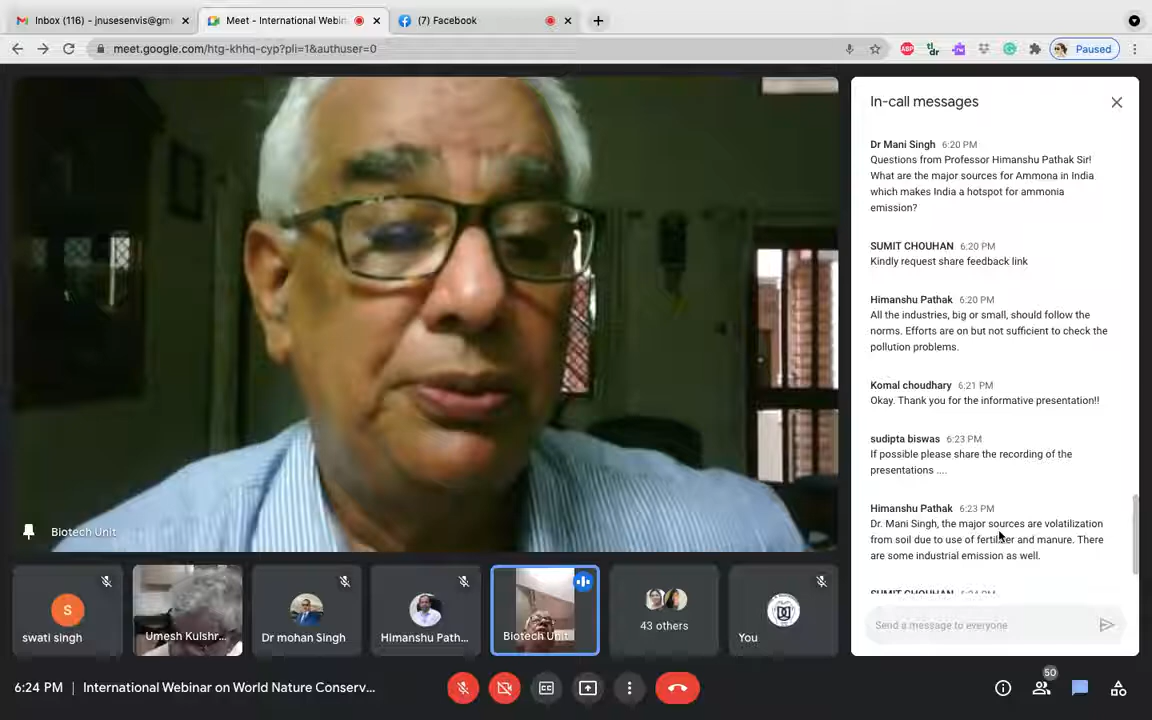 Inbox (116) – jnusesenvis@gm
Meet - International Webin
(7) Facebook
meet.google.com/htg-khhq-cyp?pli=1&authuser=0
ABP
tl;dr
Paused
In-call messages
Dr Mani Singh 6:20 PM
Questions from Professor Himanshu Pathak Sir!
What are the major sources for Ammona in India
which makes India a hotspot for ammonia
emission?
SUMIT CHOUHAN 6:20 PM
Kindly request share feedback link
Himanshu Pathak 6:20 PM
All the industries, big or small, should follow the
norms. Efforts are on but not sufficient to check the
pollution problems.
Komal choudhary 6:21 PM
Okay. Thank you for the informative presentation!!
sudipta biswas 6:23 PM
If possible please share the recording of the
presentations ....
Himanshu Pathak 6:23 PM
Dr. Mani Singh, the major sources are volatilization
from soil due to use of fertilizer and manure. There
are some industrial emission as well.
SUMIT CHOUHAN 6:24 PM
Send a message to everyone
Biotech Unit
S
swati singh
Umesh Kulshr...
Dr mohan Singh
Himanshu Path...
Biotech Unit
43 others
You
6:24 PM | International Webinar on World Nature Conserv...
50